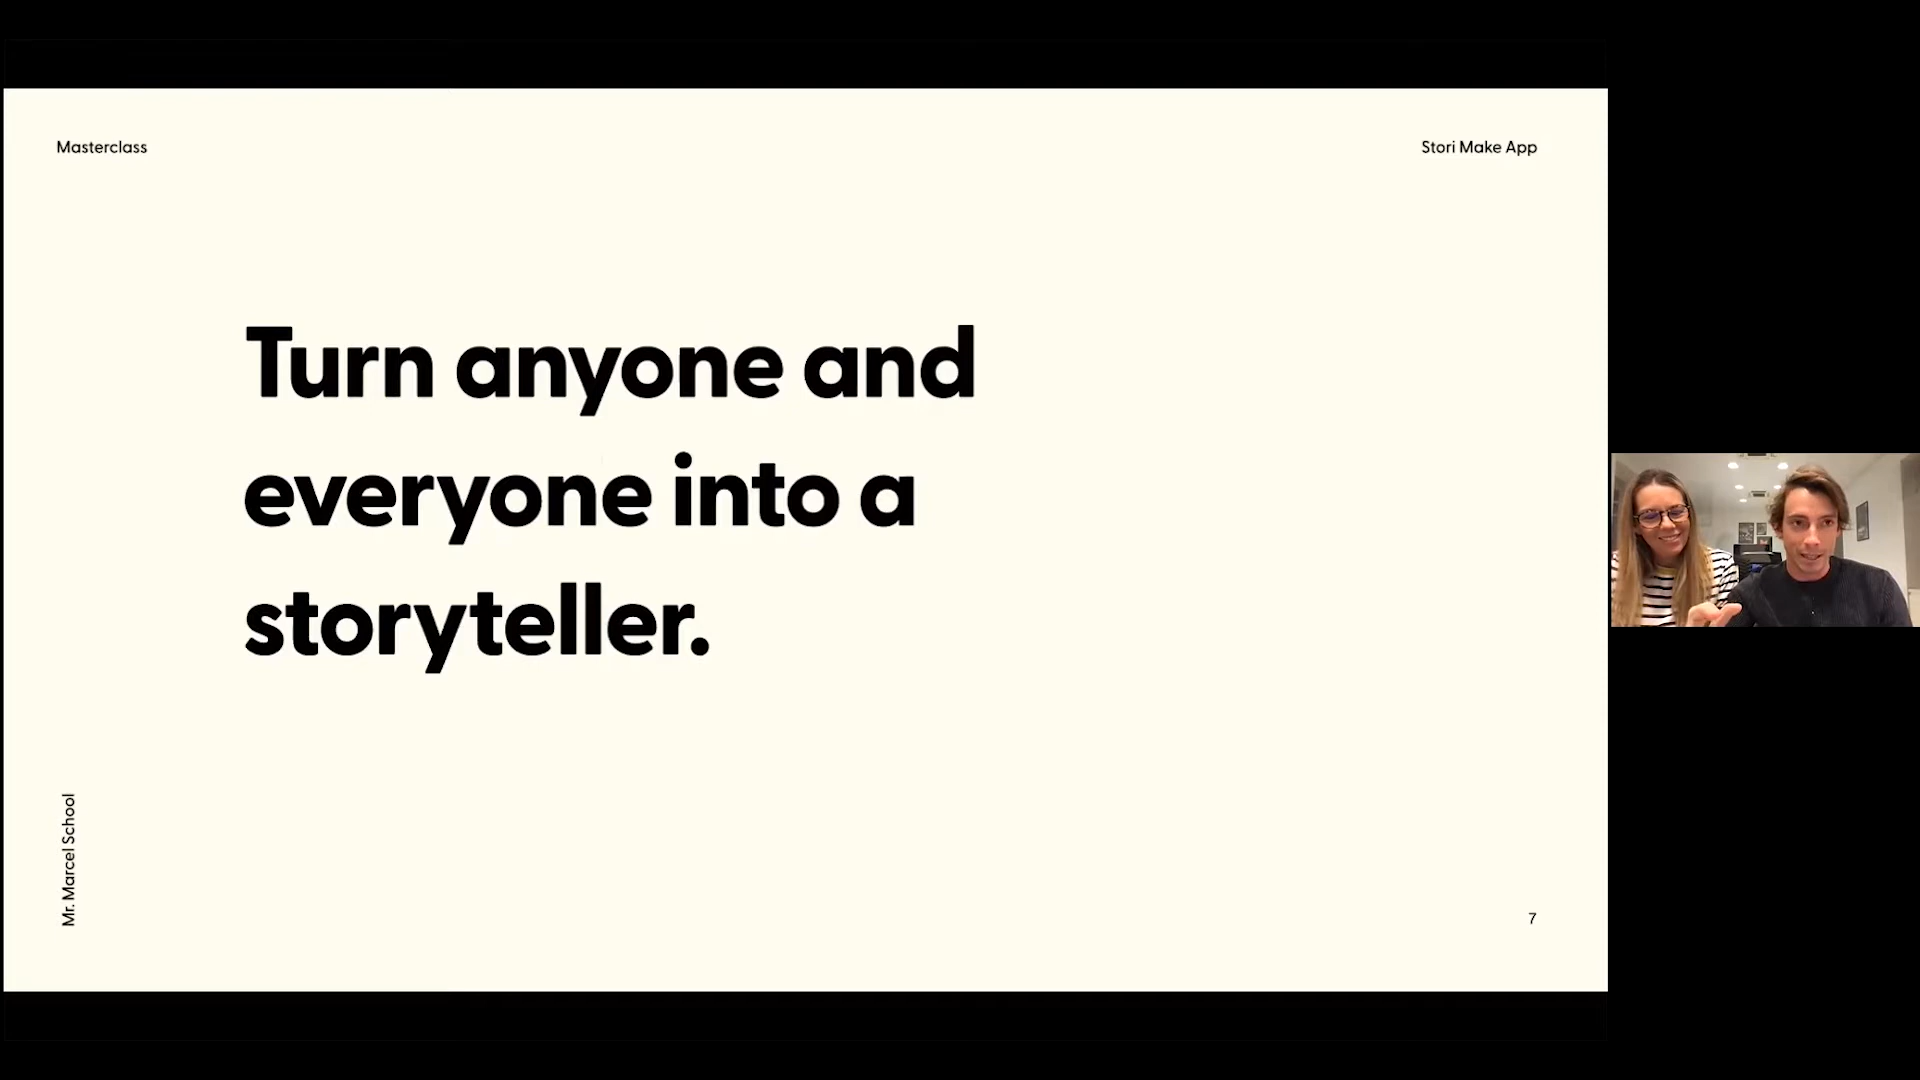 Masterclass
Stori Make App
Turn anyone and
everyone into a
storyteller.
Mr. Marcel School
7